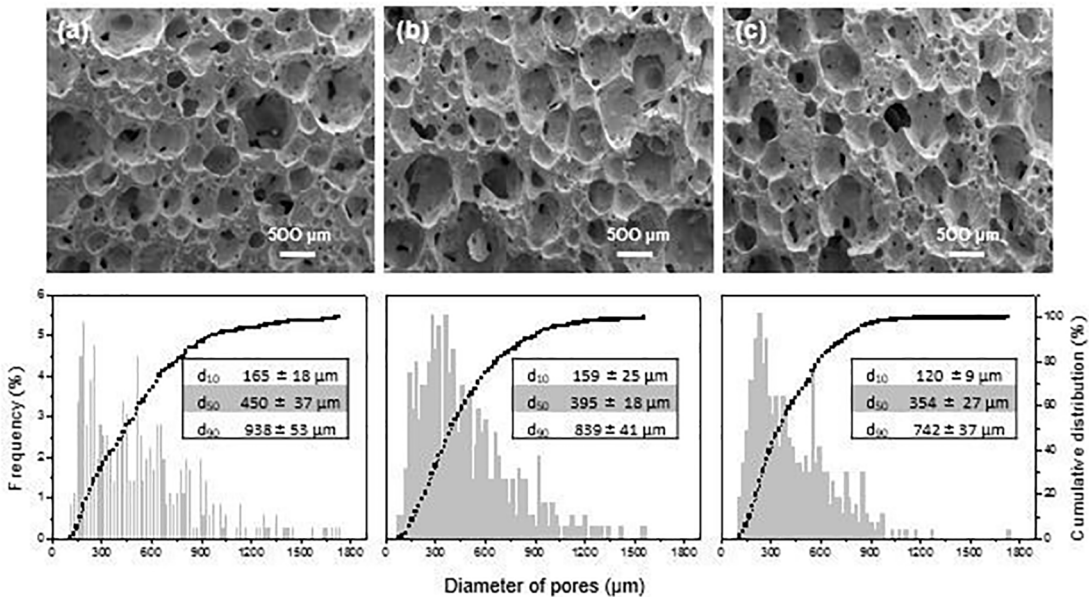 (a) (b) (c)
500 µm 500 µm 500 µm
6
5
4
3
2
1
0
Frequency (%)
d10 165 ± 18 µm
d50 450 ± 37 µm
d90 938 ± 53 µm
0 300 600 900 1200 1500 1800
d10 159 ± 25 µm
d50 395 ± 18 µm
d90 839 ± 41 µm
300 600 900 1200 1500 1800
d10 120 ± 9 µm
d50 354 ± 27 µm
d90 742 ± 37 µm
300 600 900 1200 1500 1800
100
80
60
40
20
0
Cumulative distribution (%)
Diameter of pores (µm)